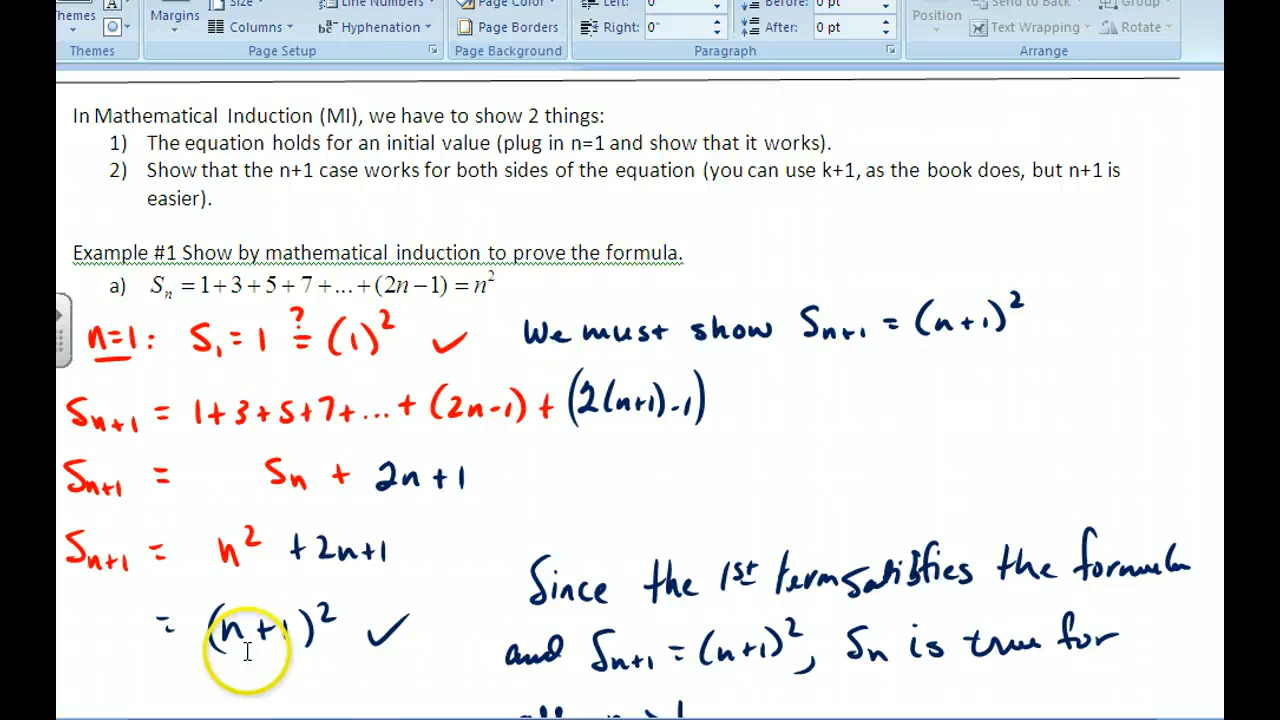 Themes
Margins
Size
Columns
Line Numbers
Hyphenation
Page Setup
Page Color
Page Borders
Page Background
Left: 0
Right: 0"
Before: 0 pt
After: 0 pt
Paragraph
Position
Send to Back
Text Wrapping
Group
Rotate
Arrange
In Mathematical Induction (MI), we have to show 2 things:
1) The equation holds for an initial value (plug in n=1 and show that it works).
2) Show that the n+1 case works for both sides of the equation (you can use k+1, as the book does, but n+1 is
easier).
Example #1 Show by mathematical induction to prove the formula.
a) Sₙ = 1+3+5+7+...+(2n−1) = n²
n=1: S₁ = 1 ≟ (1)² ✓ We must show Sₙ₊₁ = (n+1)²
Sₙ₊₁ = 1+3+5+7+...+(2n-1)+(2(n+1)-1)
Sₙ₊₁ = Sₙ + 2n+1
Sₙ₊₁ = n² +2n+1
= (n+1)² ✓
Since the 1st term satisfies the formula
and Sₙ₊₁ = (n+1)², Sₙ is true for